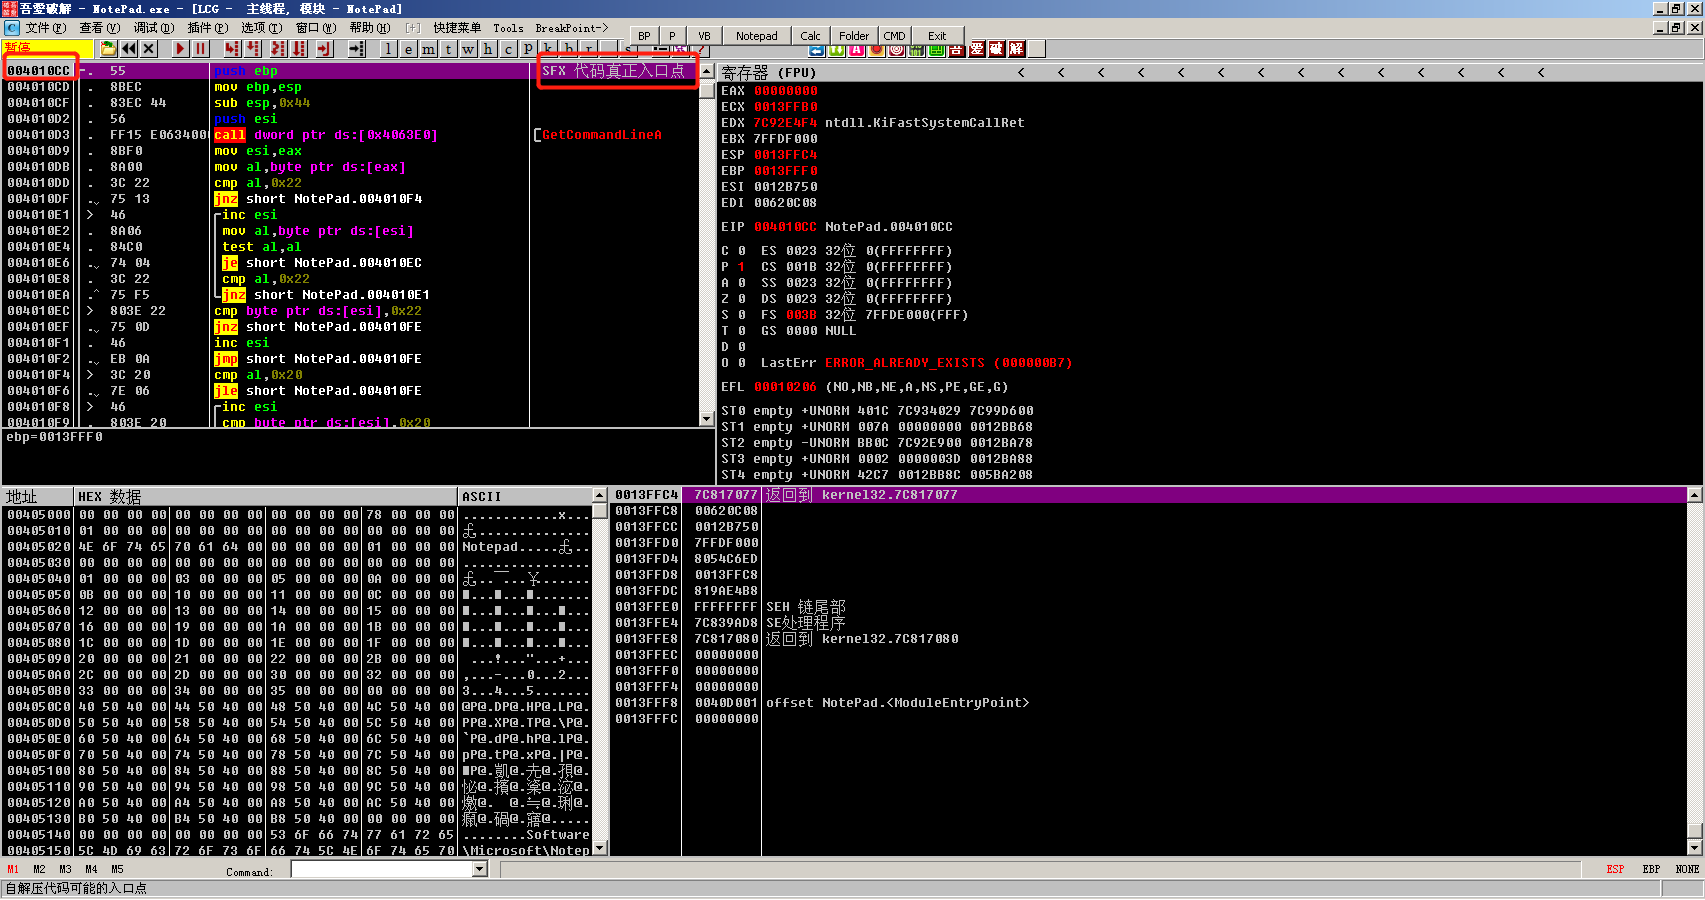 吾愛破解 - NotePad.exe - [LCG - 主线程, 模块 - NotePad]
文件(F) 查看(V) 调试(D) 插件(P) 选项(T) 窗口(W) 帮助(H) [+] 快捷菜单 Tools BreakPoint->
BP P VB Notepad Calc Folder CMD Exit
暂停
l e m t w h c p k b r ... s
吾 爱 破 解
004010CC . 55 push ebp SFX 代码真正入口点
004010CD . 8BEC mov ebp,esp
004010CF . 83EC 44 sub esp,0x44
004010D2 . 56 push esi
004010D3 . FF15 E063400 call dword ptr ds:[0x4063E0] [GetCommandLineA
004010D9 . 8BF0 mov esi,eax
004010DB . 8A00 mov al,byte ptr ds:[eax]
004010DD . 3C 22 cmp al,0x22
004010DF . 75 13 jnz short NotePad.004010F4
004010E1 > 46 inc esi
004010E2 . 8A06 mov al,byte ptr ds:[esi]
004010E4 . 84C0 test al,al
004010E6 . 74 04 je short NotePad.004010EC
004010E8 . 3C 22 cmp al,0x22
004010EA .^ 75 F5 jnz short NotePad.004010E1
004010EC > 803E 22 cmp byte ptr ds:[esi],0x22
004010EF . 75 0D jnz short NotePad.004010FE
004010F1 . 46 inc esi
004010F2 . EB 0A jmp short NotePad.004010FE
004010F4 > 3C 20 cmp al,0x20
004010F6 . 7E 06 jle short NotePad.004010FE
004010F8 > 46 inc esi
004010F9 . 803E 20 cmp byte ptr ds:[esi],0x20
ebp=0013FFF0
寄存器 (FPU) < < < < < < < < < < < < < <
EAX 00000000
ECX 0013FFB0
EDX 7C92E4F4 ntdll.KiFastSystemCallRet
EBX 7FFDF000
ESP 0013FFC4
EBP 0013FFF0
ESI 0012B750
EDI 00620C08
EIP 004010CC NotePad.004010CC
C 0 ES 0023 32位 0(FFFFFFFF)
P 1 CS 001B 32位 0(FFFFFFFF)
A 0 SS 0023 32位 0(FFFFFFFF)
Z 0 DS 0023 32位 0(FFFFFFFF)
S 0 FS 003B 32位 7FFDE000(FFF)
T 0 GS 0000 NULL
D 0
O 0 LastErr ERROR_ALREADY_EXISTS (000000B7)
EFL 00010206 (NO,NB,NE,A,NS,PE,GE,G)
ST0 empty +UNORM 401C 7C934029 7C99D600
ST1 empty +UNORM 007A 00000000 0012BB68
ST2 empty -UNORM BB0C 7C92E900 0012BA78
ST3 empty +UNORM 0002 0000003D 0012BA88
ST4 empty +UNORM 42C7 0012BB8C 005BA208
地址 HEX 数据 ASCII
00405000 00 00 00 00 00 00 00 00 00 00 00 00 78 00 00 00 ............x...
00405010 01 00 00 00 00 00 00 00 00 00 00 00 00 00 00 00
00405020 4E 6F 74 65 70 61 64 00 00 00 00 00 01 00 00 00 Notepad.....£..
00405030 00 00 00 00 00 00 00 00 00 00 00 00 00 00 00 00 ................
00405040 01 00 00 00 03 00 00 00 05 00 00 00 0A 00 00 00
00405050 0B 00 00 00 10 00 00 00 11 00 00 00 0C 00 00 00
00405060 12 00 00 00 13 00 00 00 14 00 00 00 15 00 00 00
00405070 16 00 00 00 19 00 00 00 1A 00 00 00 1B 00 00 00
00405080 1C 00 00 00 1D 00 00 00 1E 00 00 00 1F 00 00 00
00405090 20 00 00 00 21 00 00 00 22 00 00 00 2B 00 00 00 ...!..."...+...
004050A0 2C 00 00 00 2D 00 00 00 30 00 00 00 32 00 00 00 ,...-...0...2...
004050B0 33 00 00 00 34 00 00 00 35 00 00 00 00 00 00 00 3...4...5.......
004050C0 40 50 40 00 44 50 40 00 48 50 40 00 4C 50 40 00 @P@.DP@.HP@.LP@.
004050D0 50 50 40 00 58 50 40 00 54 50 40 00 5C 50 40 00 PP@.XP@.TP@.\P@.
004050E0 60 50 40 00 64 50 40 00 68 50 40 00 6C 50 40 00 `P@.dP@.hP@.lP@.
004050F0 70 50 40 00 74 50 40 00 78 50 40 00 7C 50 40 00 pP@.tP@.xP@.|P@.
00405100 80 50 40 00 84 50 40 00 88 50 40 00 8C 50 40 00
00405110 90 50 40 00 94 50 40 00 98 50 40 00 9C 50 40 00
00405120 A0 50 40 00 A4 50 40 00 A8 50 40 00 AC 50 40 00
00405130 B0 50 40 00 B4 50 40 00 B8 50 40 00 00 00 00 00
00405140 00 00 00 00 00 00 00 00 53 6F 66 74 77 61 72 65 ........Software
00405150 5C 4D 69 63 72 6F 73 6F 66 74 5C 4E 6F 74 65 70 \Microsoft\Notep
0013FFC4 7C817077 返回到 kernel32.7C817077
0013FFC8 00620C08
0013FFCC 0012B750
0013FFD0 7FFDF000
0013FFD4 8054C6ED
0013FFD8 0013FFC8
0013FFDC 819AE4B8
0013FFE0 FFFFFFFF SEH 链尾部
0013FFE4 7C839AD8 SE处理程序
0013FFE8 7C817080 返回到 kernel32.7C817080
0013FFEC 00000000
0013FFF0 00000000
0013FFF4 00000000
0013FFF8 0040D001 offset NotePad.<ModuleEntryPoint>
0013FFFC 00000000
M1 M2 M3 M4 M5 Command: ESP EBP NONE
自解压代码可能的入口点